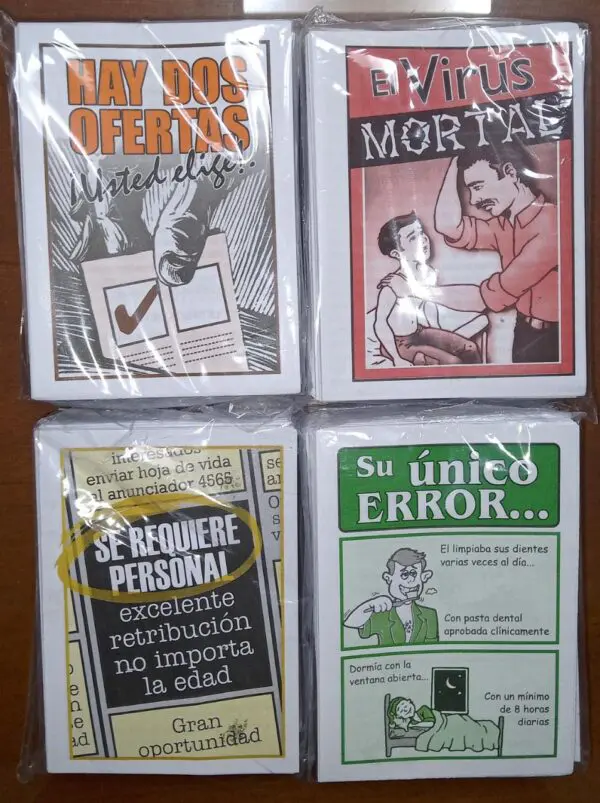 HAY DOS
OFERTAS
¡Usted elige!.
El Virus
MORTAL
interesados
enviar hoja de vida
al anunciador 4565
SE REQUIERE
PERSONAL
excelente
retribución
no importa
la edad
Gran
oportunidad
Su único
ERROR...
El limpiaba sus dientes
varias veces al día...
Con pasta dental
aprobada clínicamente
Dormía con la
ventana abierta...
Con un mínimo
de 8 horas
diarias